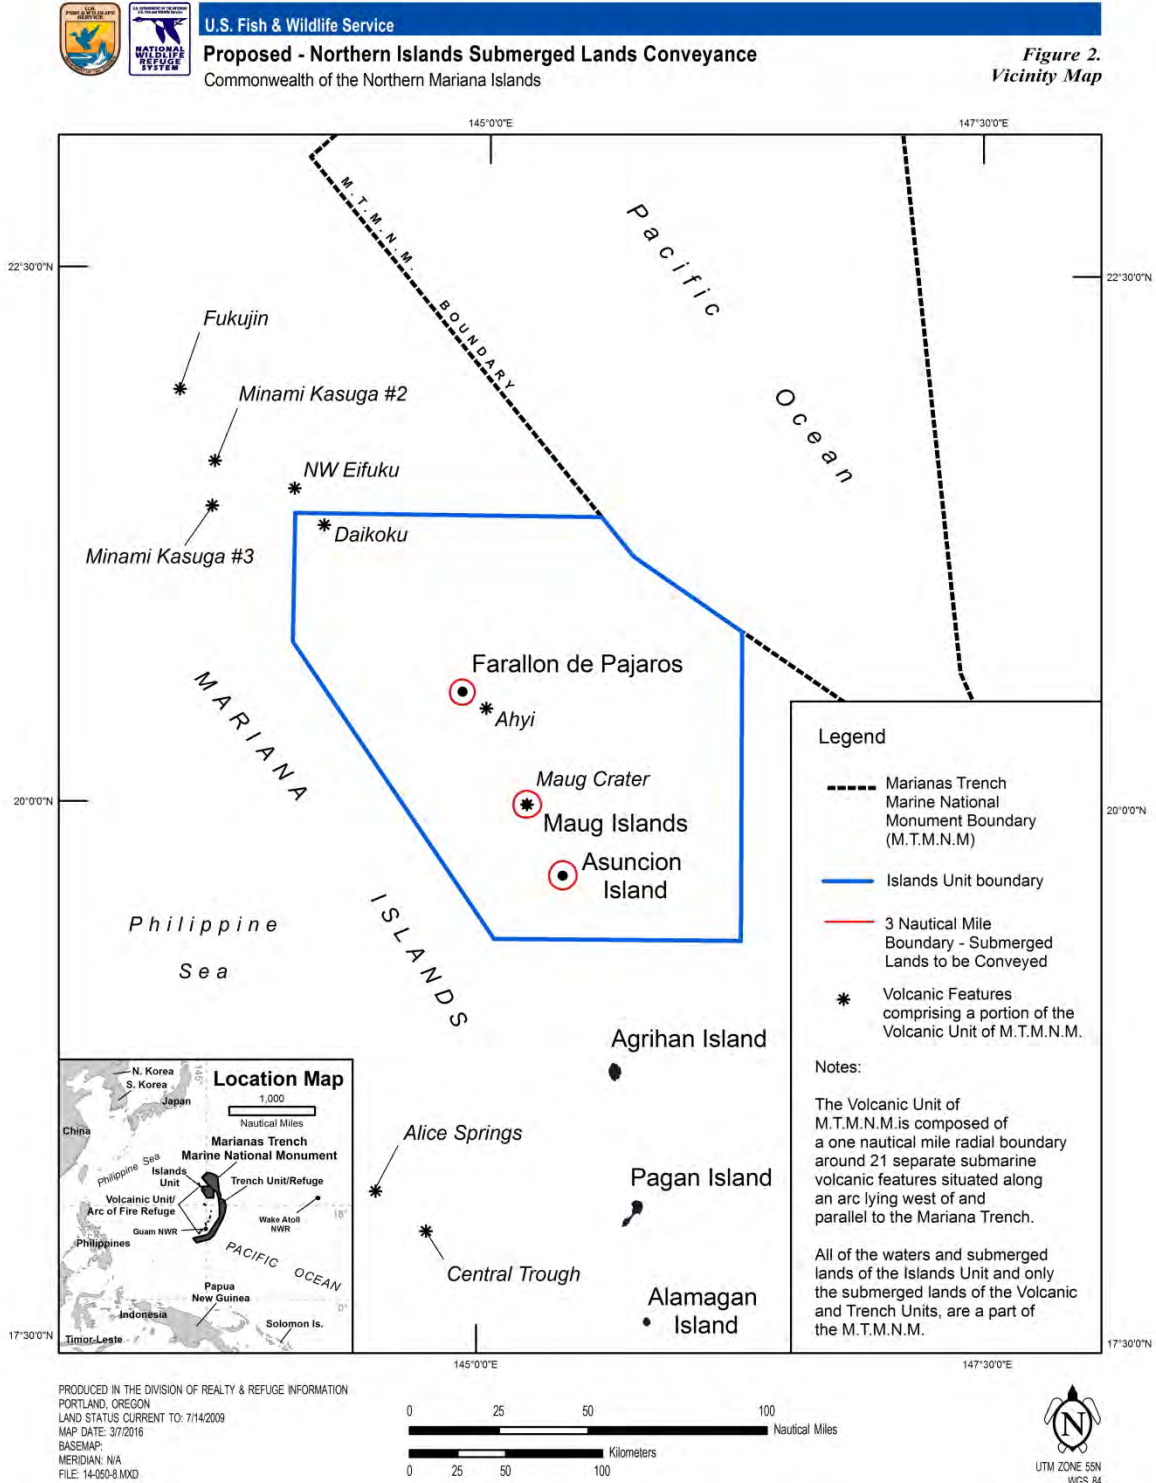 U.S.
FISH & WILDLIFE
SERVICE
NATIONAL
WILDLIFE
REFUGE
SYSTEM
U.S. Fish & Wildlife Service
Proposed - Northern Islands Submerged Lands Conveyance
Commonwealth of the Northern Mariana Islands
Figure 2.
Vicinity Map
145°0'0"E
147°30'0"E
M.T.M.N.M. BOUNDARY
Pacific
Ocean
22°30'0"N
22°30'0"N
Fukujin
Minami Kasuga #2
NW Eifuku
Daikoku
Minami Kasuga #3
Farallon de Pajaros
Ahyi
MARIANA
Maug Crater
Maug Islands
20°0'0"N
20°0'0"N
Asuncion
Island
ISLANDS
Philippine
Sea
Agrihan Island
Alice Springs
Pagan Island
Central Trough
Alamagan
Island
Legend
Marianas Trench
Marine National
Monument Boundary
(M.T.M.N.M)
Islands Unit boundary
3 Nautical Mile
Boundary - Submerged
Lands to be Conveyed
Volcanic Features
comprising a portion of the
Volcanic Unit of M.T.M.N.M.
Notes:
The Volcanic Unit of
M.T.M.N.M.is composed of
a one nautical mile radial boundary
around 21 separate submarine
volcanic features situated along
an arc lying west of and
parallel to the Mariana Trench.
All of the waters and submerged
lands of the Islands Unit and only
the submerged lands of the Volcanic
and Trench Units, are a part of
the M.T.M.N.M.
Location Map
1,000
Nautical Miles
N. Korea
S. Korea
Japan
China
145°
Marianas Trench
Marine National Monument
Philippine Sea
Islands
Unit
Trench Unit/Refuge
Volcainic Unit/
Arc of Fire Refuge
Guam NWR
Wake Atoll
NWR
18°
Philippines
PACIFIC OCEAN
Papua
New Guinea
0°
Indonesia
Solomon Is.
Timor-Leste
17°30'0"N
17°30'0"N
145°0'0"E
147°30'0"E
PRODUCED IN THE DIVISION OF REALTY & REFUGE INFORMATION
PORTLAND, OREGON
LAND STATUS CURRENT TO: 7/14/2009
MAP DATE: 3/7/2016
BASEMAP:
MERIDIAN: N/A
FILE: 14-050-8.MXD
0 25 50 100
Nautical Miles
Kilometers
0 25 50 100
N
UTM ZONE 55N
WGS 84